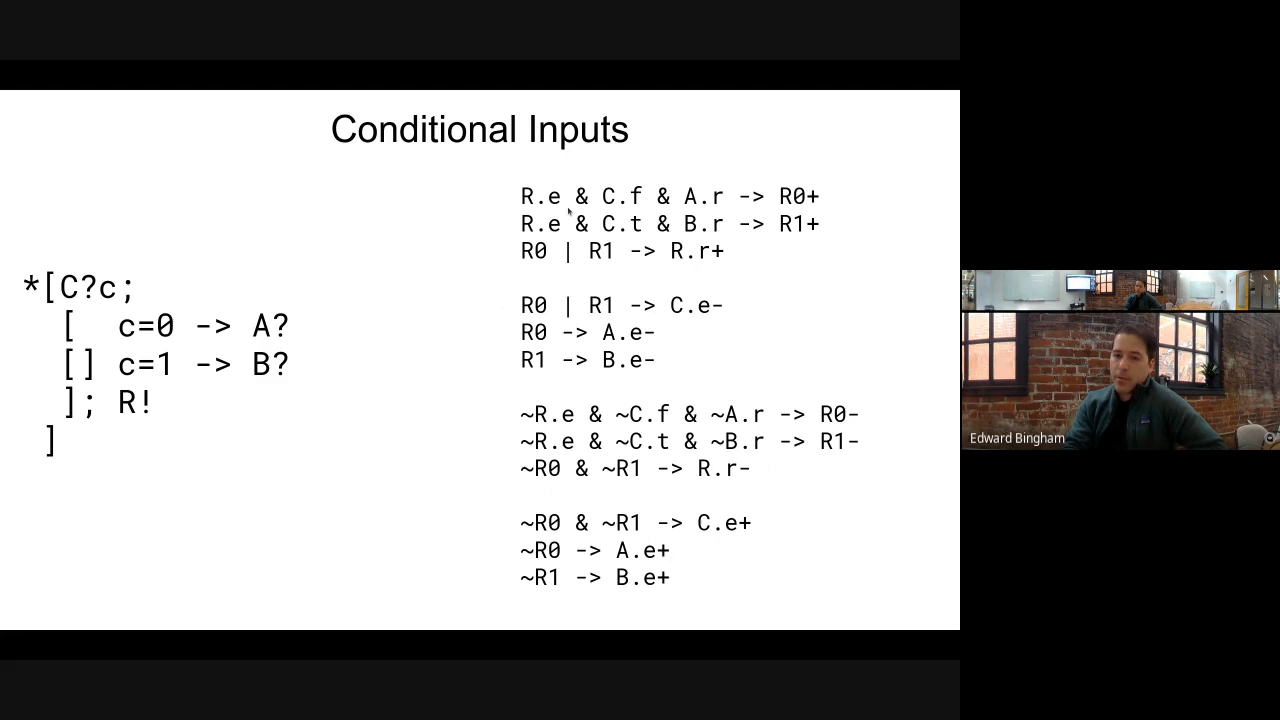 Conditional Inputs
*[C?c;
[ c=0 -> A?
[] c=1 -> B?
]; R!
]
R.e & C.f & A.r -> R0+
R.e & C.t & B.r -> R1+
R0 | R1 -> R.r+
R0 | R1 -> C.e-
R0 -> A.e-
R1 -> B.e-
~R.e & ~C.f & ~A.r -> R0-
~R.e & ~C.t & ~B.r -> R1-
~R0 & ~R1 -> R.r-
~R0 & ~R1 -> C.e+
~R0 -> A.e+
~R1 -> B.e+
Edward Bingham